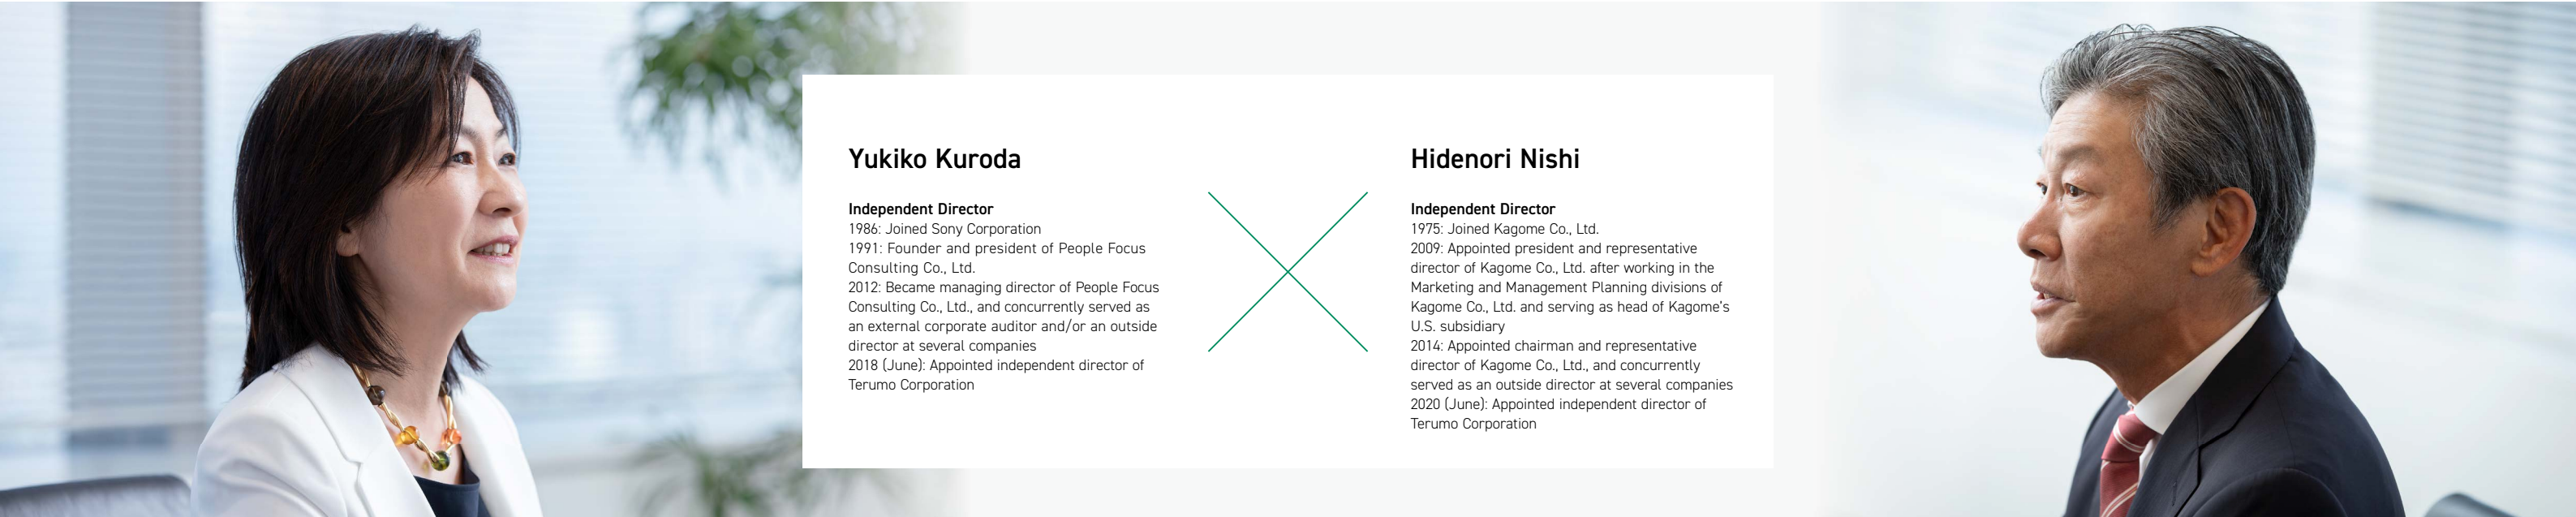 Yukiko Kuroda
Independent Director
1986: Joined Sony Corporation
1991: Founder and president of People Focus
Consulting Co., Ltd.
2012: Became managing director of People Focus
Consulting Co., Ltd., and concurrently served as
an external corporate auditor and/or an outside
director at several companies
2018 (June): Appointed independent director of
Terumo Corporation
Hidenori Nishi
Independent Director
1975: Joined Kagome Co., Ltd.
2009: Appointed president and representative
director of Kagome Co., Ltd. after working in the
Marketing and Management Planning divisions of
Kagome Co., Ltd. and serving as head of Kagome's
U.S. subsidiary
2014: Appointed chairman and representative
director of Kagome Co., Ltd., and concurrently
served as an outside director at several companies
2020 (June): Appointed independent director of
Terumo Corporation